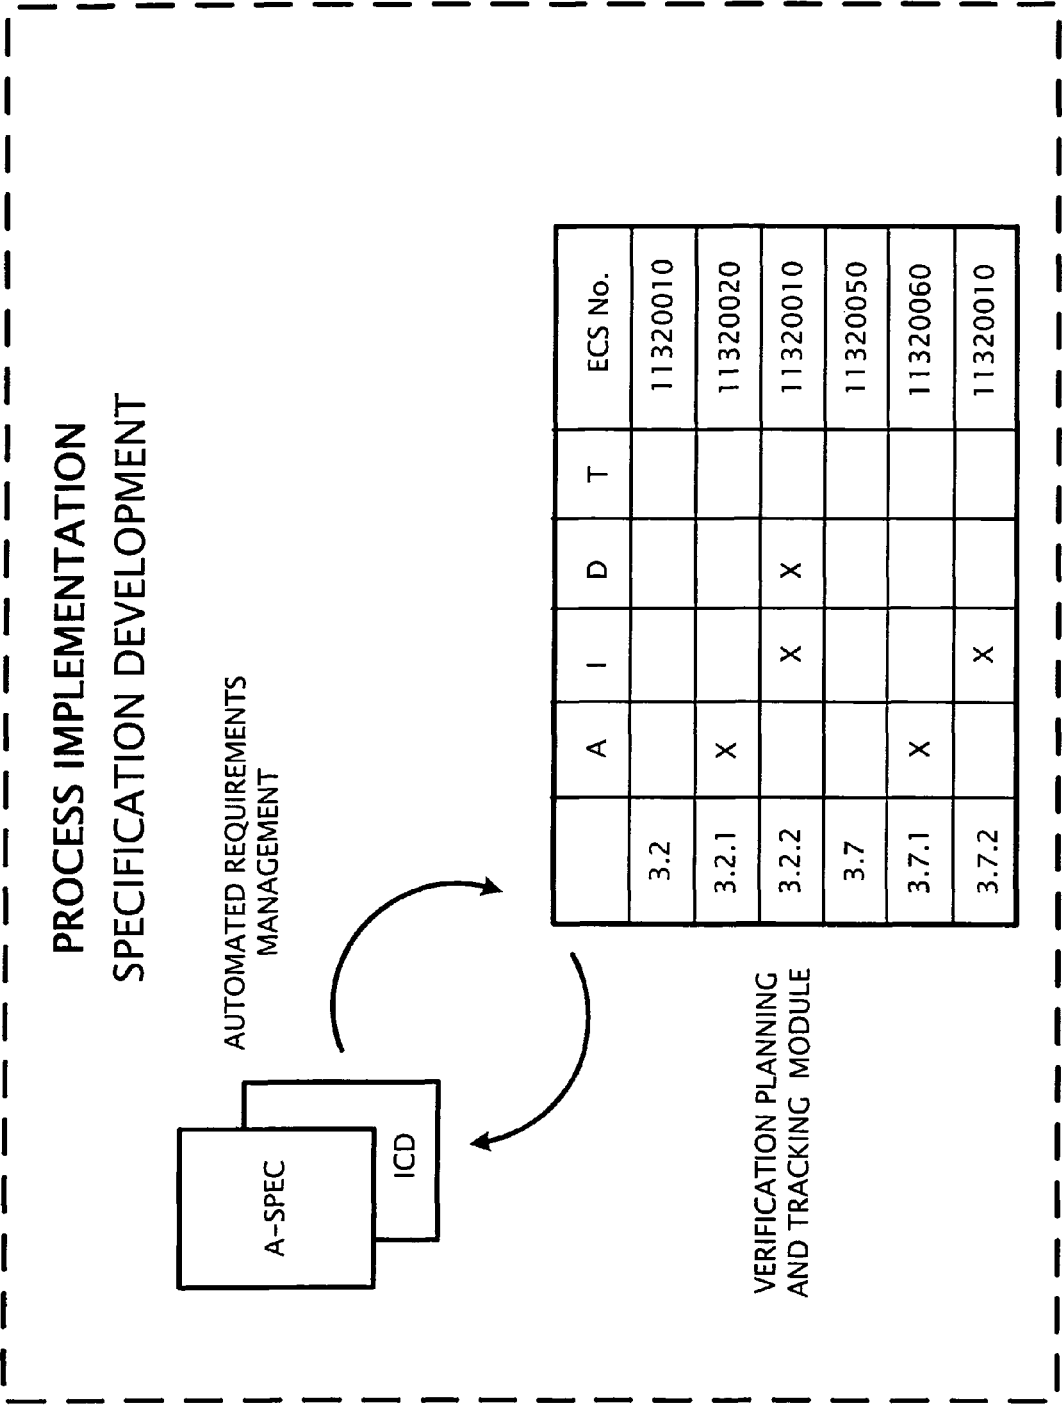 PROCESS IMPLEMENTATION
SPECIFICATION DEVELOPMENT
AUTOMATED REQUIREMENTS
MANAGEMENT
A-SPEC
ICD
VERIFICATION PLANNING
AND TRACKING MODULE
A I D T ECS No.
3.2 11320010
3.2.1 X 11320020
3.2.2 X X 11320010
3.7 11320050
3.7.1 X 11320060
3.7.2 X 11320010